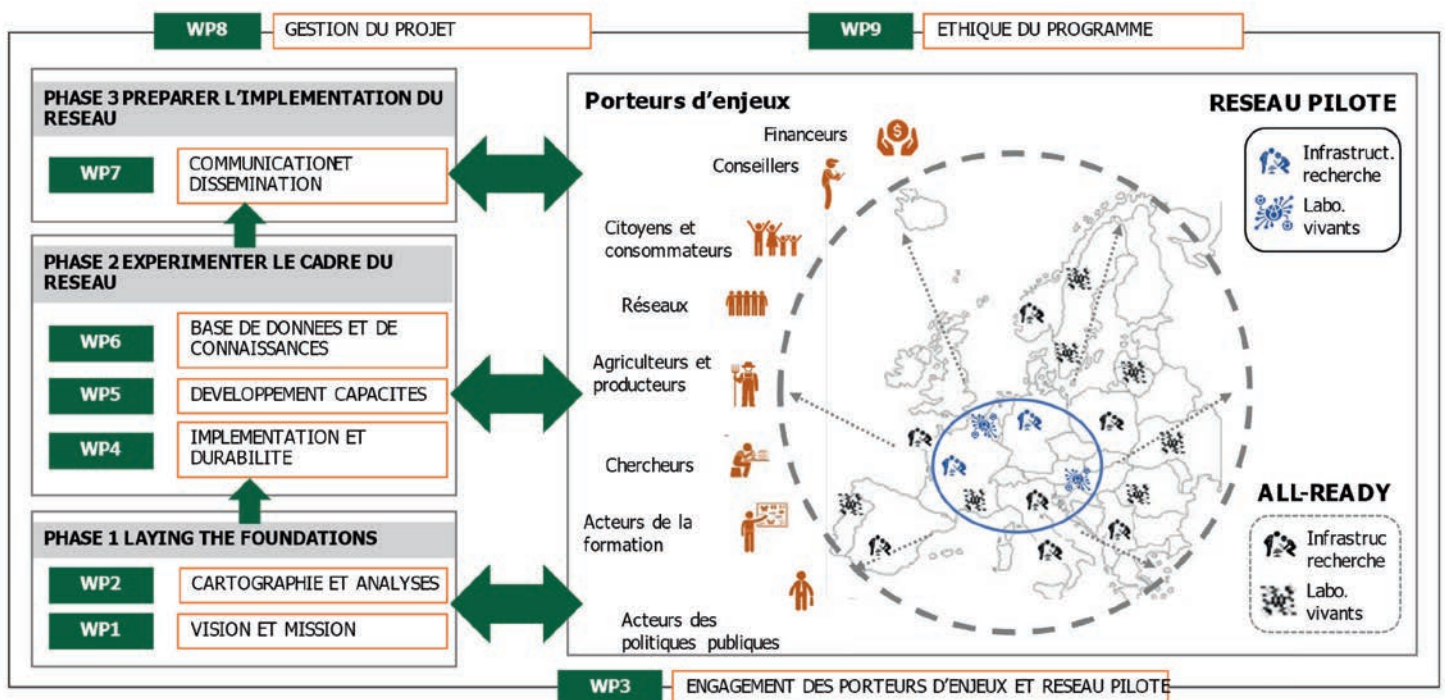 WP8
GESTION DU PROJET
WP9
ETHIQUE DU PROGRAMME
PHASE 3 PREPARER L'IMPLEMENTATION DU
RESEAU
WP7
COMMUNICATIONET
DISSEMINATION
PHASE 2 EXPERIMENTER LE CADRE DU
RESEAU
WP6
BASE DE DONNEES ET DE
CONNAISSANCES
WP5
DEVELOPPEMENT CAPACITES
WP4
IMPLEMENTATION ET
DURABILITE
PHASE 1 LAYING THE FOUNDATIONS
WP2
CARTOGRAPHIE ET ANALYSES
WP1
VISION ET MISSION
Porteurs d'enjeux
Financeurs
Conseillers
Citoyens et
consommateurs
Réseaux
Agriculteurs et
producteurs
Chercheurs
Acteurs de la
formation
Acteurs des
politiques publiques
RESEAU PILOTE
Infrastruct.
recherche
Labo.
vivants
ALL-READY
Infrastruc
recherche
Labo.
vivants
WP3
ENGAGEMENT DES PORTEURS D'ENJEUX ET RESEAU PILOTE